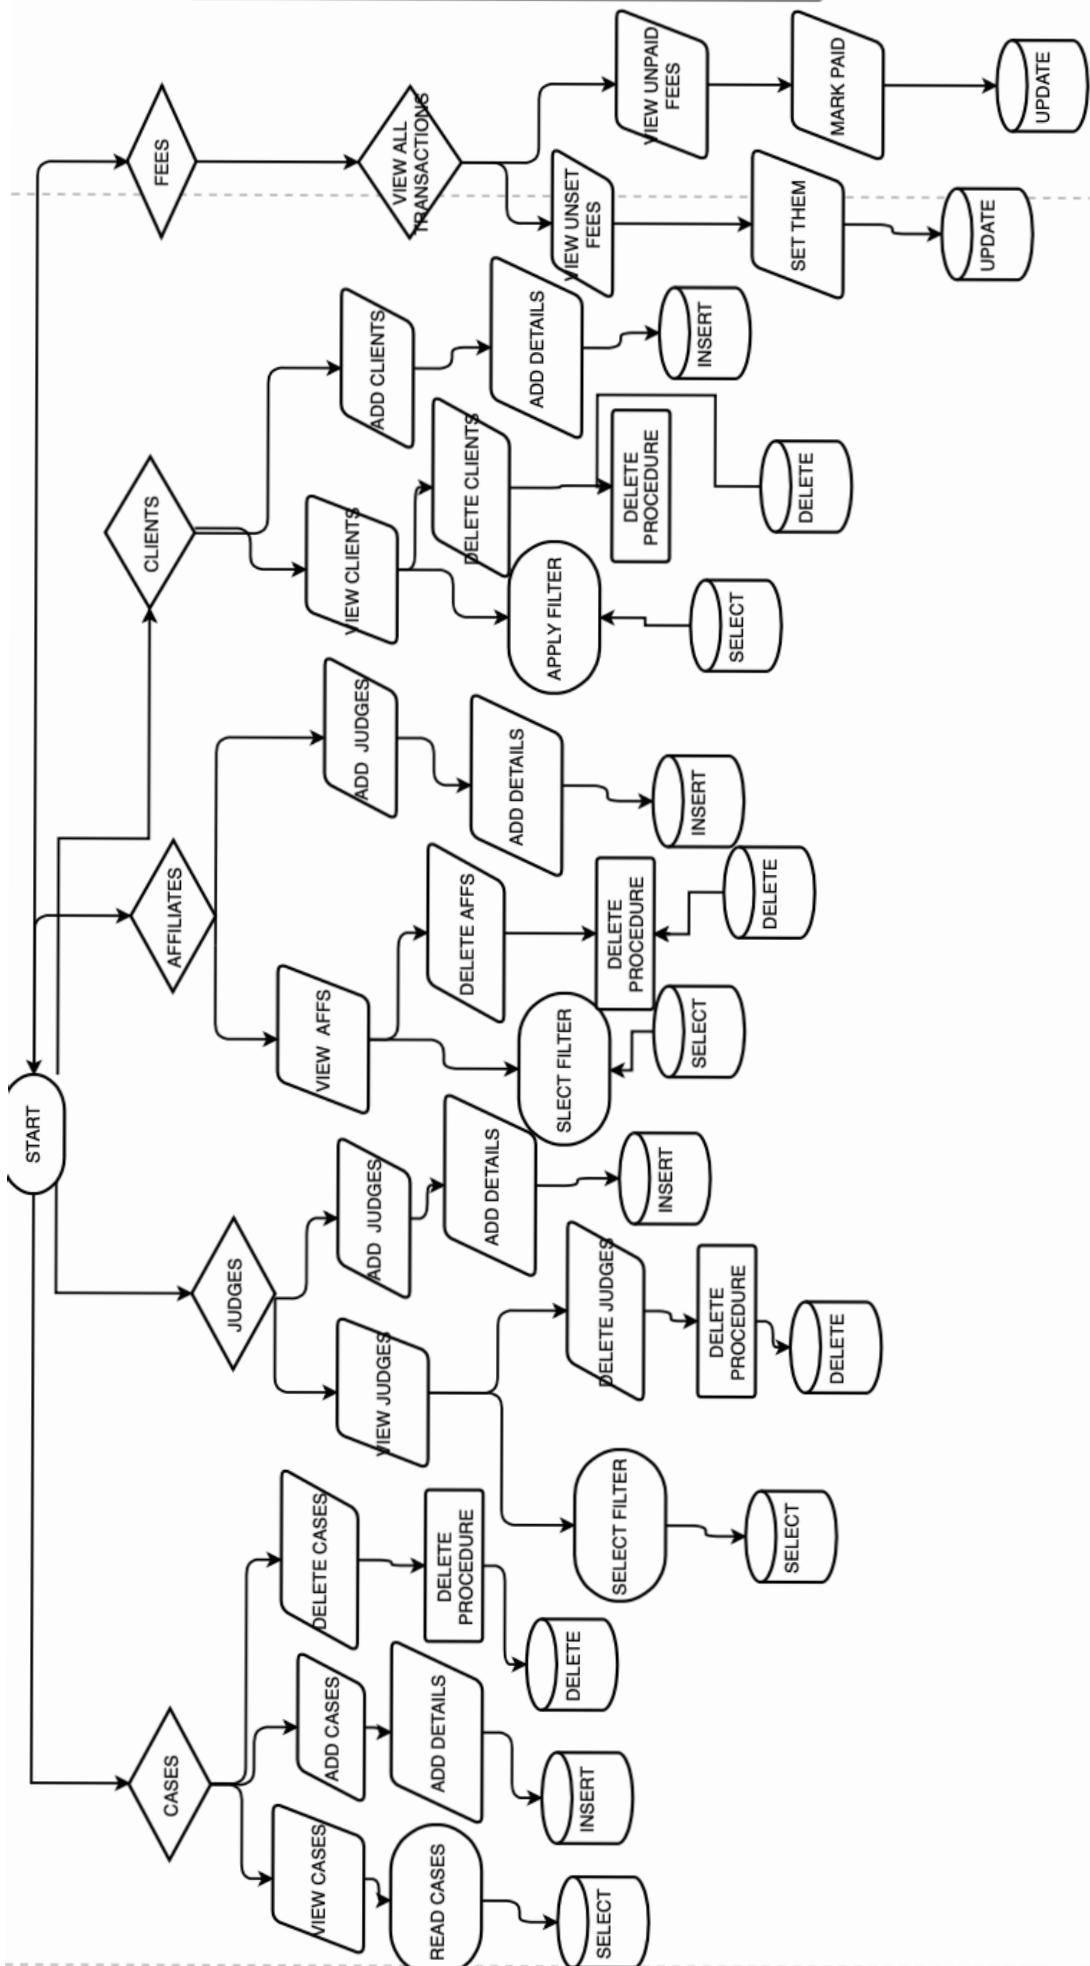 START
CASES
VIEW CASES
READ CASES
SELECT
ADD CASES
ADD DETAILS
INSERT
DELETE CASES
DELETE
PROCEDURE
DELETE
JUDGES
VIEW JUDGES
SELECT FILTER
SELECT
DELETE JUDGES
DELETE
PROCEDURE
DELETE
ADD JUDGES
ADD DETAILS
INSERT
AFFILIATES
VIEW AFFS
SLECT FILTER
SELECT
DELETE AFFS
DELETE
PROCEDURE
DELETE
ADD JUDGES
ADD DETAILS
INSERT
CLIENTS
VIEW CLIENTS
APPLY FILTER
SELECT
DELETE CLIENTS
DELETE
PROCEDURE
DELETE
ADD CLIENTS
ADD DETAILS
INSERT
FEES
VIEW ALL
TRANSACTIONS
VIEW UNSET
FEES
SET THEM
UPDATE
VIEW UNPAID
FEES
MARK PAID
UPDATE